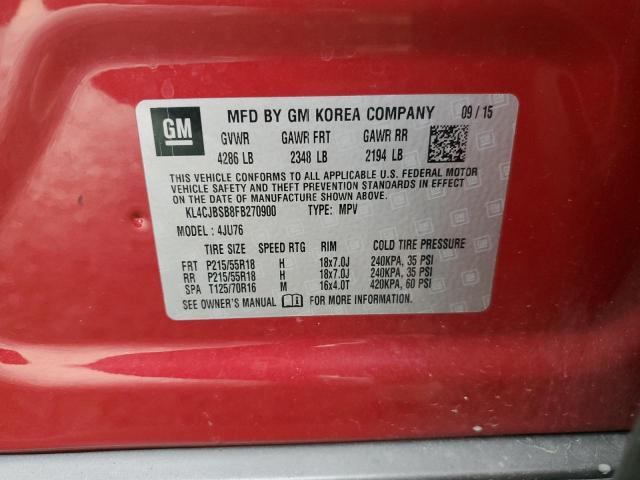 GM
MFD BY GM KOREA COMPANY 09/15
GVWR GAWR FRT GAWR RR
4286 LB 2348 LB 2194 LB
THIS VEHICLE CONFORMS TO ALL APPLICABLE U.S. FEDERAL MOTOR
VEHICLE SAFETY AND THEFT PREVENTION STANDARDS IN EFFECT
ON THE DATE OF MANUFACTURE SHOWN ABOVE.
KL4CJBSB8FB270900 TYPE: MPV
MODEL: 4JU76
TIRE SIZE SPEED RTG RIM COLD TIRE PRESSURE
FRT P215/55R18 H 18x7.0J 240KPA, 35 PSI
RR P215/55R18 H 18x7.0J 240KPA, 35 PSI
SPA T125/70R16 M 16x4.0T 420KPA, 60 PSI
SEE OWNER'S MANUAL FOR MORE INFORMATION.